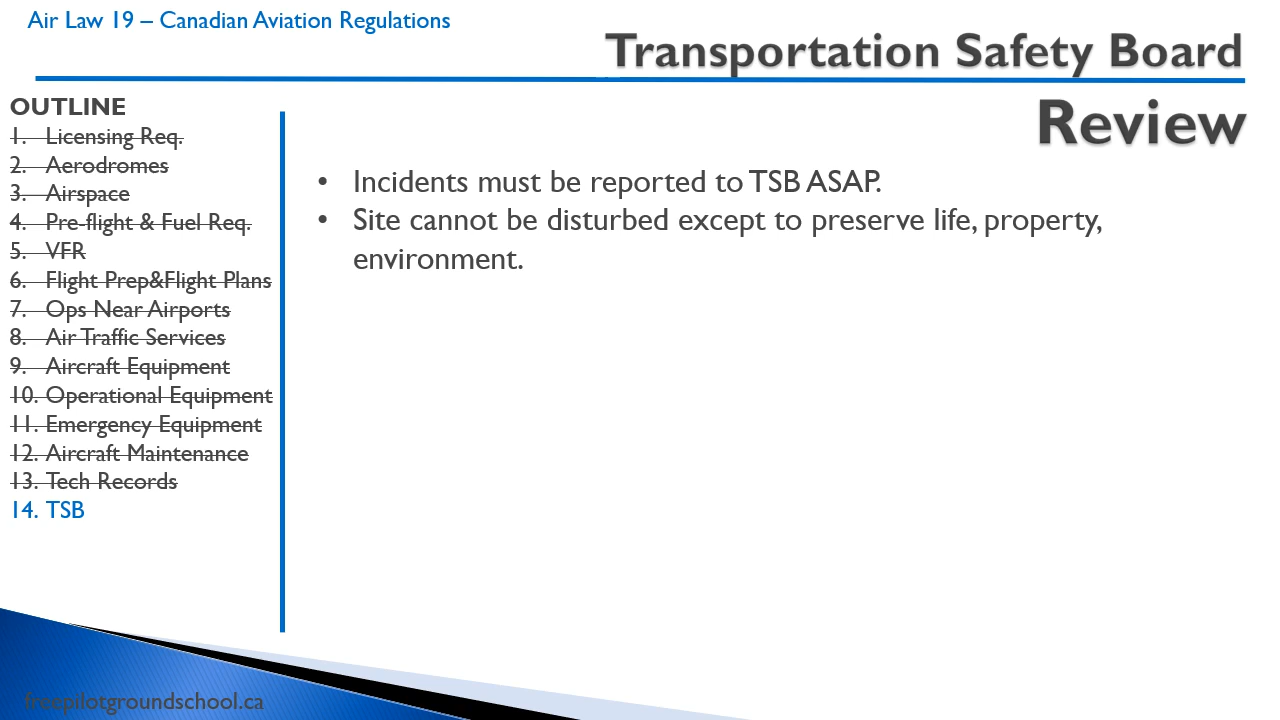 Air Law 19 – Canadian Aviation Regulations
Transportation Safety Board
Review
OUTLINE
1. Licensing Req.
2. Aerodromes
3. Airspace
4. Pre-flight & Fuel Req.
5. VFR
6. Flight Prep&Flight Plans
7. Ops Near Airports
8. Air Traffic Services
9. Aircraft Equipment
10. Operational Equipment
11. Emergency Equipment
12. Aircraft Maintenance
13. Tech Records
14. TSB
• Incidents must be reported to TSB ASAP.
• Site cannot be disturbed except to preserve life, property,
environment.
freepilotgroundschool.ca